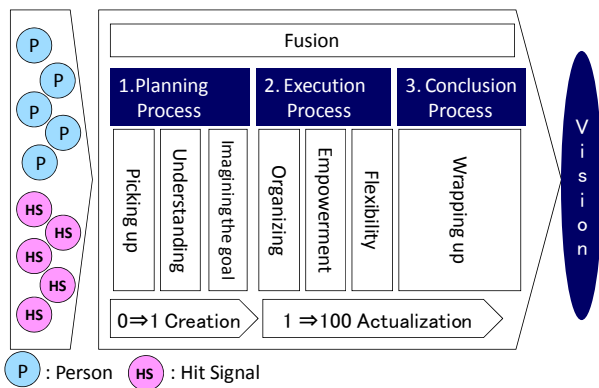 P
P
P
P
P
HS
HS
HS
HS
HS
Fusion
1.Planning
Process
2. Execution
Process
3. Conclusion
Process
Picking up
Understanding
Imagining the goal
Organizing
Empowerment
Flexibility
Wrapping up
0⇒1 Creation
1 ⇒100 Actualization
Vision
P : Person HS : Hit Signal